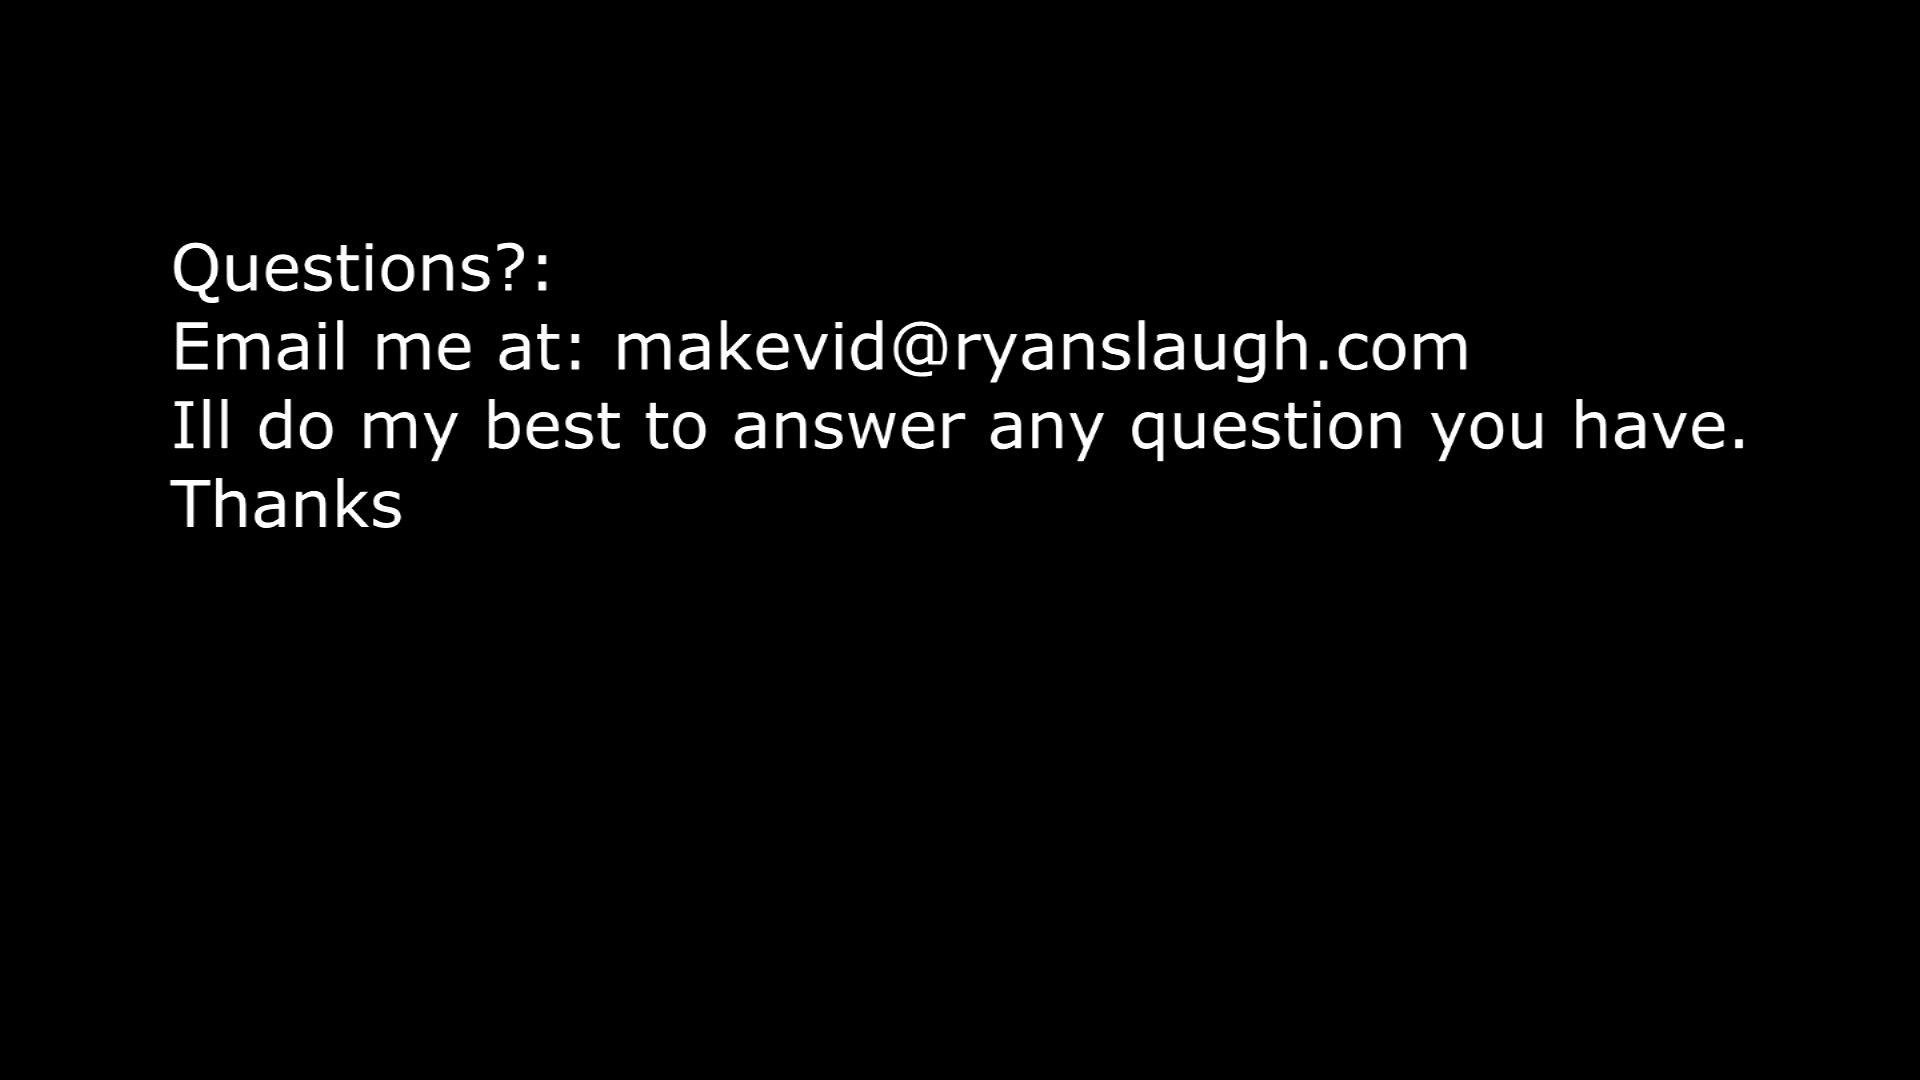 Questions?:
Email me at: makevid@ryanslaugh.com
Ill do my best to answer any question you have.
Thanks